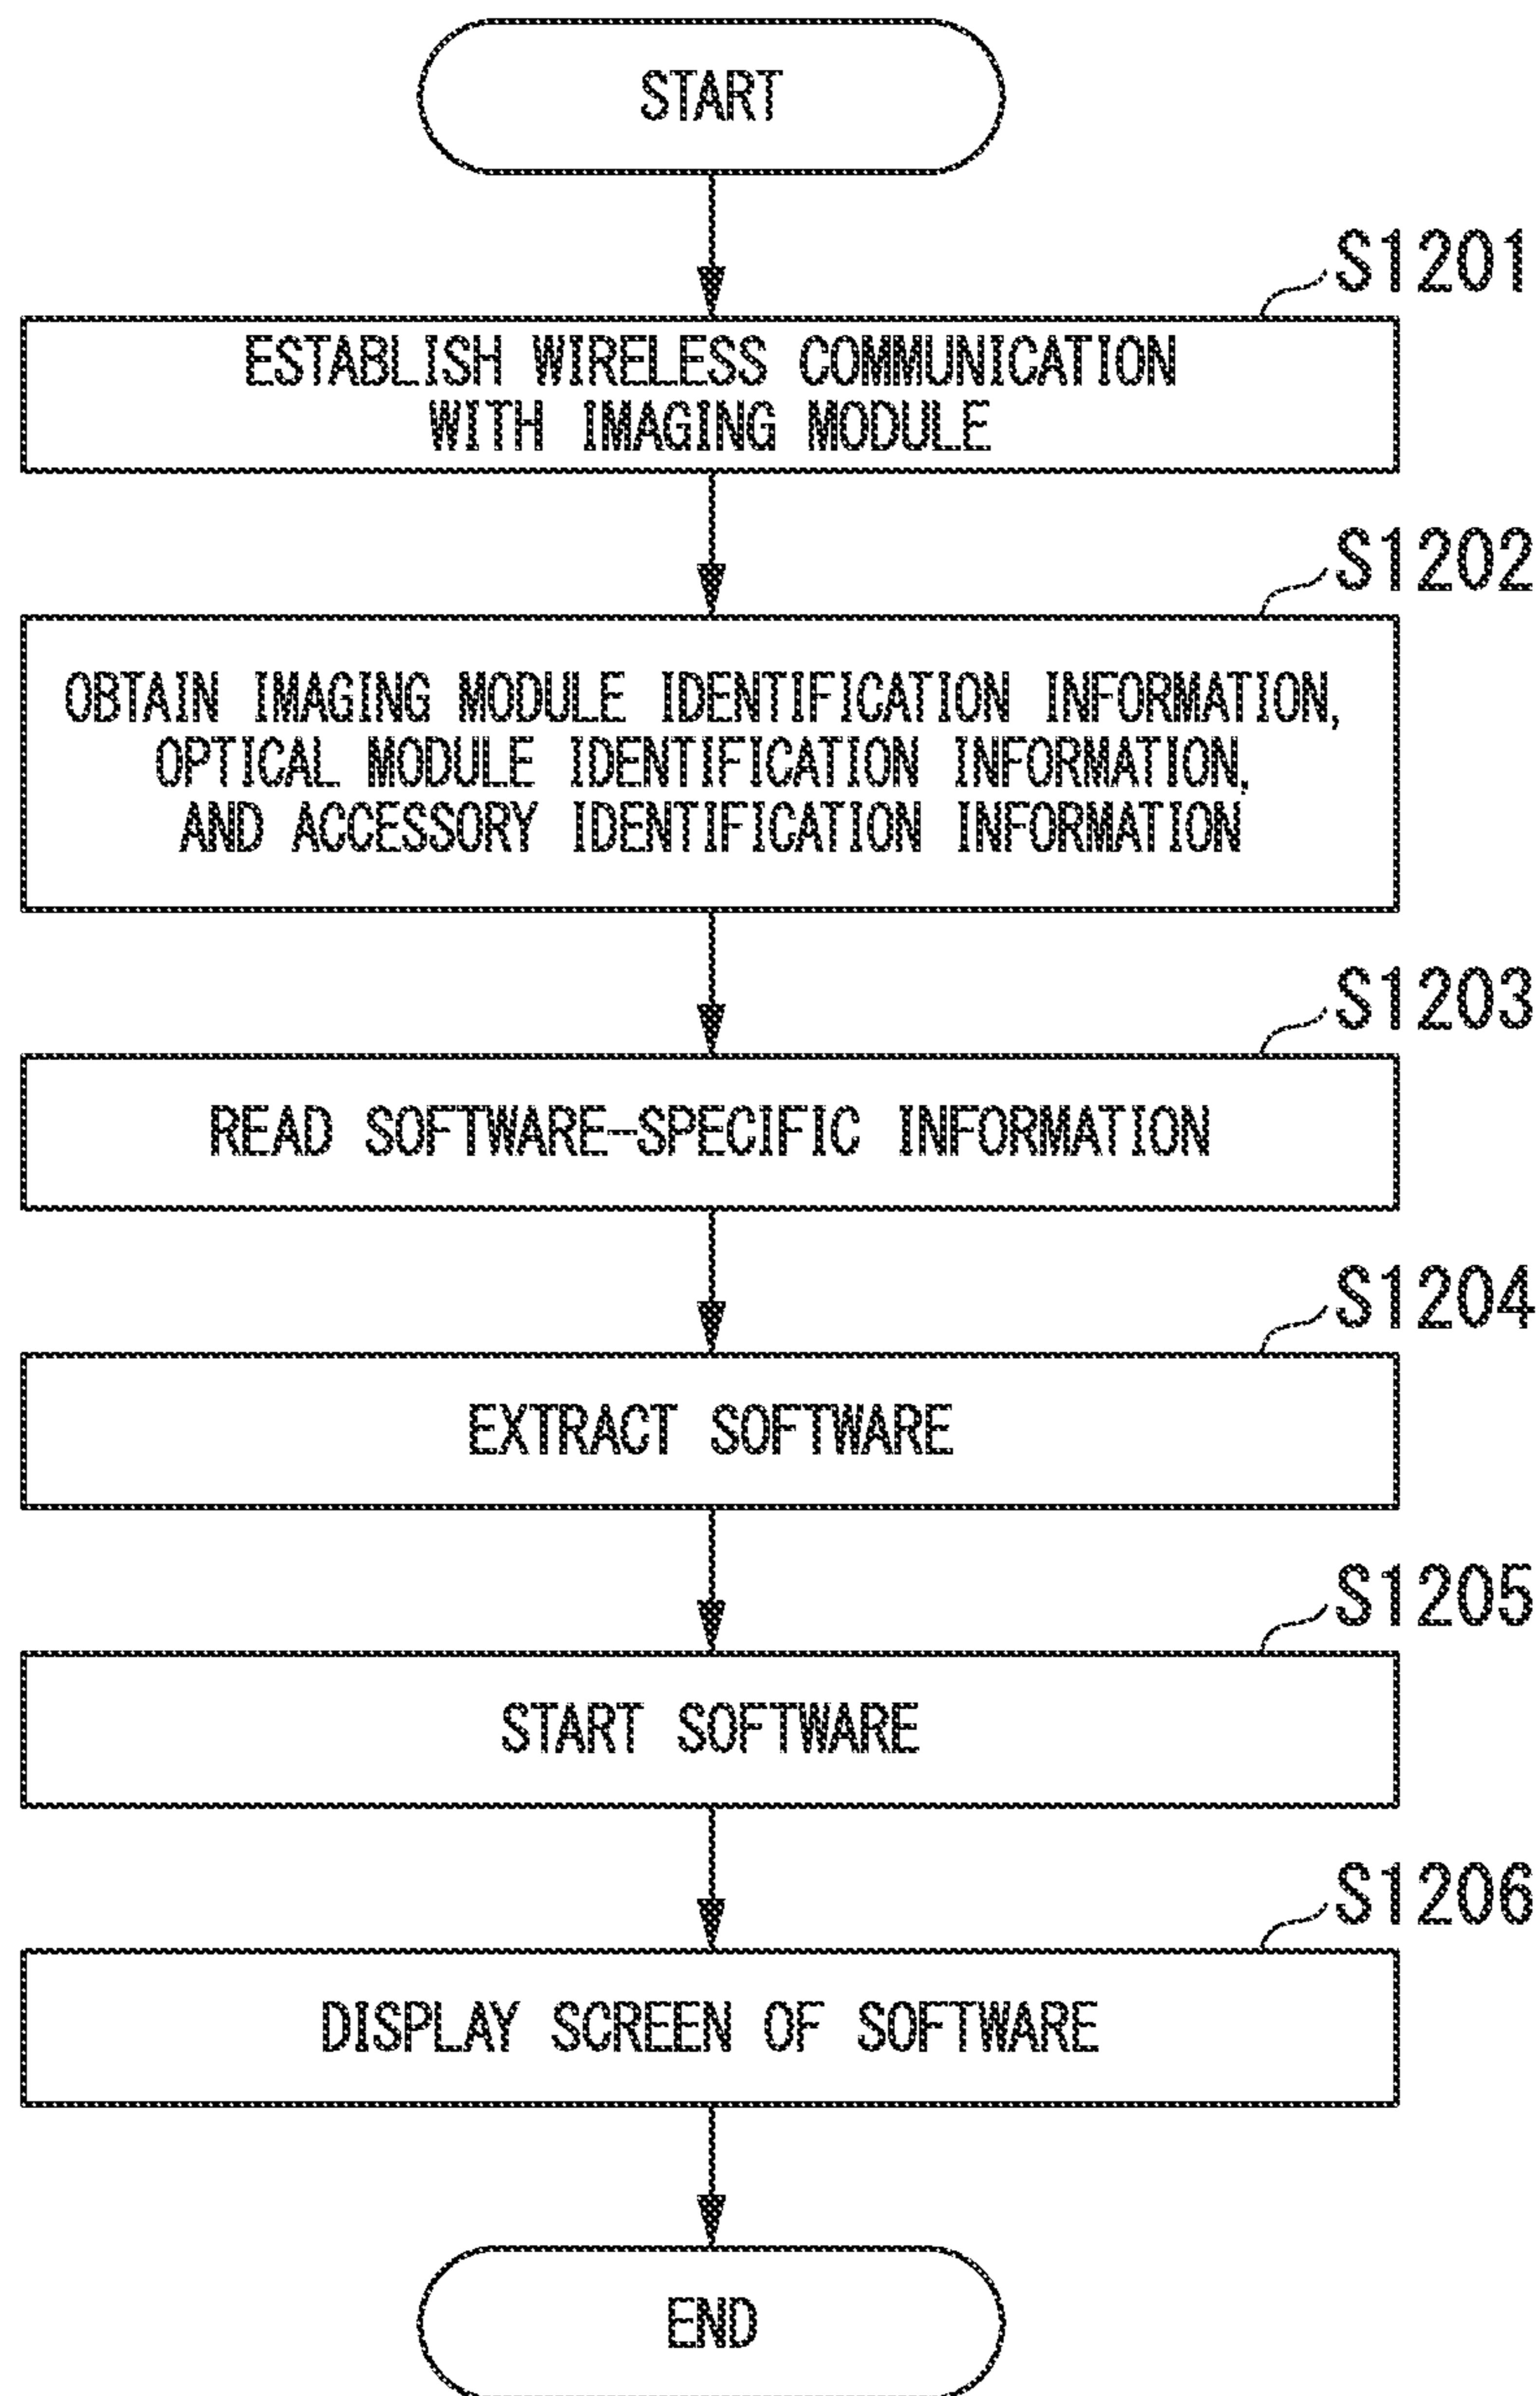 START
S1201
ESTABLISH WIRELESS COMMUNICATION
WITH IMAGING MODULE
S1202
OBTAIN IMAGING MODULE IDENTIFICATION INFORMATION,
OPTICAL MODULE IDENTIFICATION INFORMATION,
AND ACCESSORY IDENTIFICATION INFORMATION
S1203
READ SOFTWARE-SPECIFIC INFORMATION
S1204
EXTRACT SOFTWARE
S1205
START SOFTWARE
S1206
DISPLAY SCREEN OF SOFTWARE
END